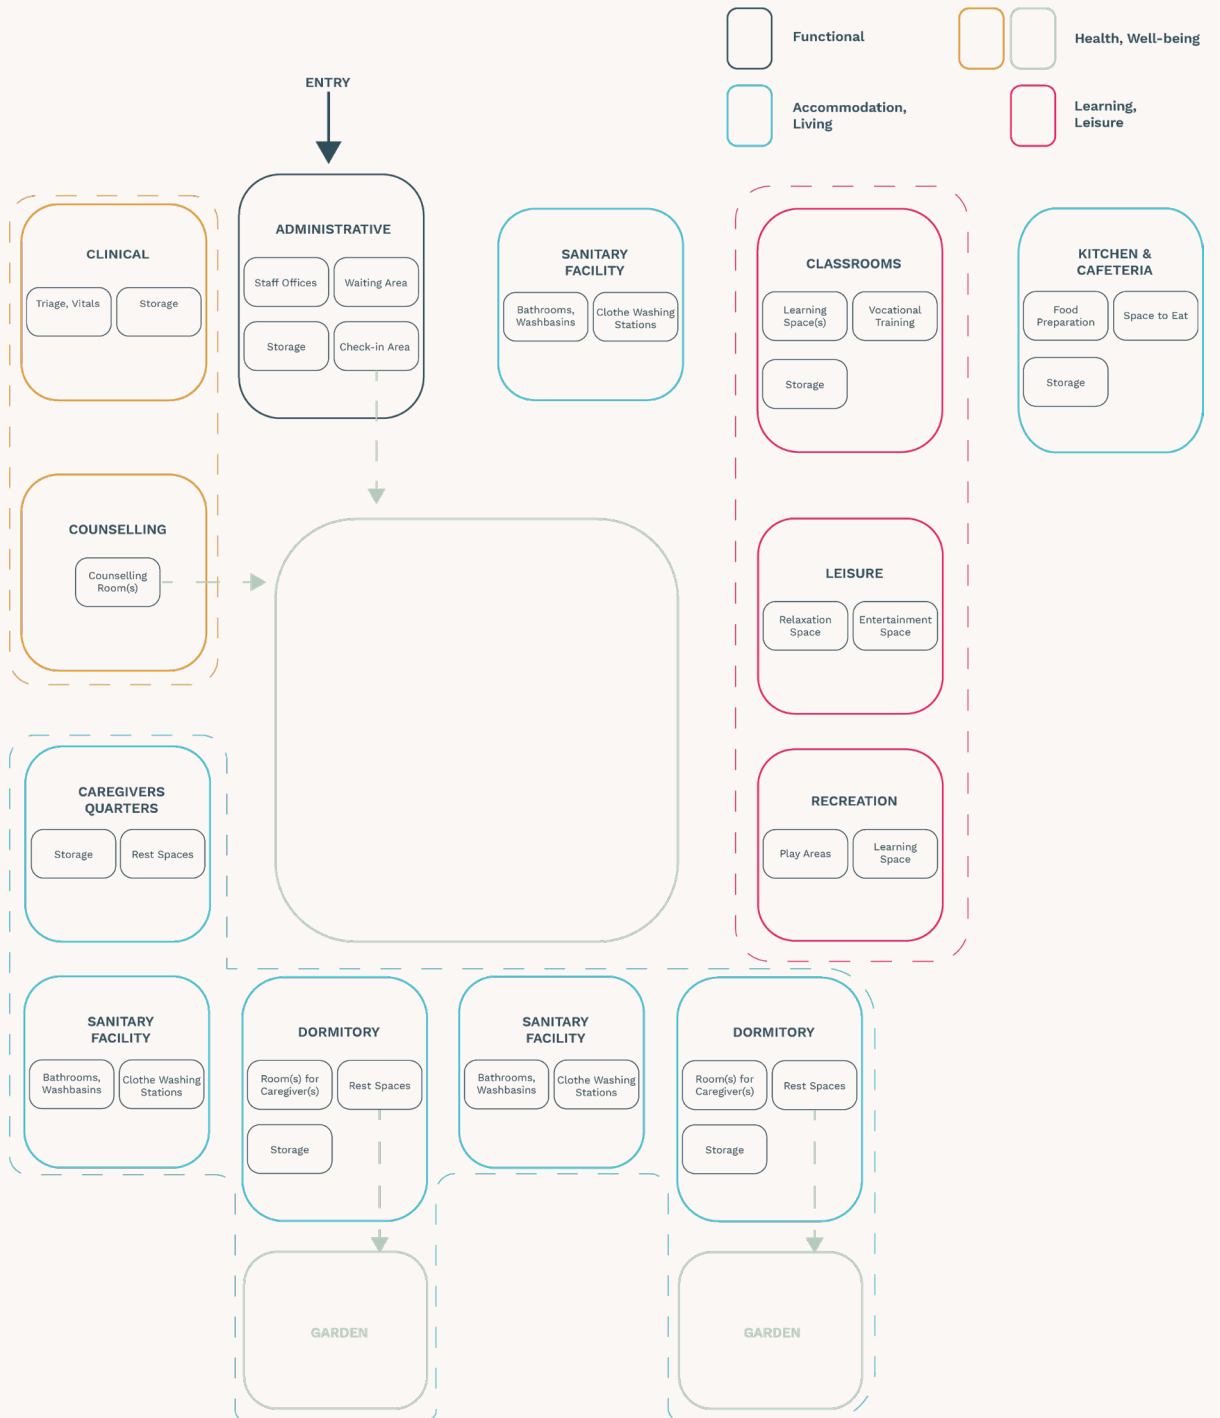 Functional
Health, Well-being
Accommodation,
Living
Learning,
Leisure
ENTRY
CLINICAL
Triage, Vitals
Storage
ADMINISTRATIVE
Staff Offices
Waiting Area
Storage
Check-in Area
SANITARY
FACILITY
Bathrooms,
Washbasins
Clothe Washing
Stations
CLASSROOMS
Learning
Space(s)
Vocational
Training
Storage
KITCHEN &
CAFETERIA
Food
Preparation
Space to Eat
Storage
COUNSELLING
Counselling
Room(s)
LEISURE
Relaxation
Space
Entertainment
Space
CAREGIVERS
QUARTERS
Storage
Rest Spaces
RECREATION
Play Areas
Learning
Space
SANITARY
FACILITY
Bathrooms,
Washbasins
Clothe Washing
Stations
DORMITORY
Room(s) for
Caregiver(s)
Rest Spaces
Storage
SANITARY
FACILITY
Bathrooms,
Washbasins
Clothe Washing
Stations
DORMITORY
Room(s) for
Caregiver(s)
Rest Spaces
Storage
GARDEN
GARDEN